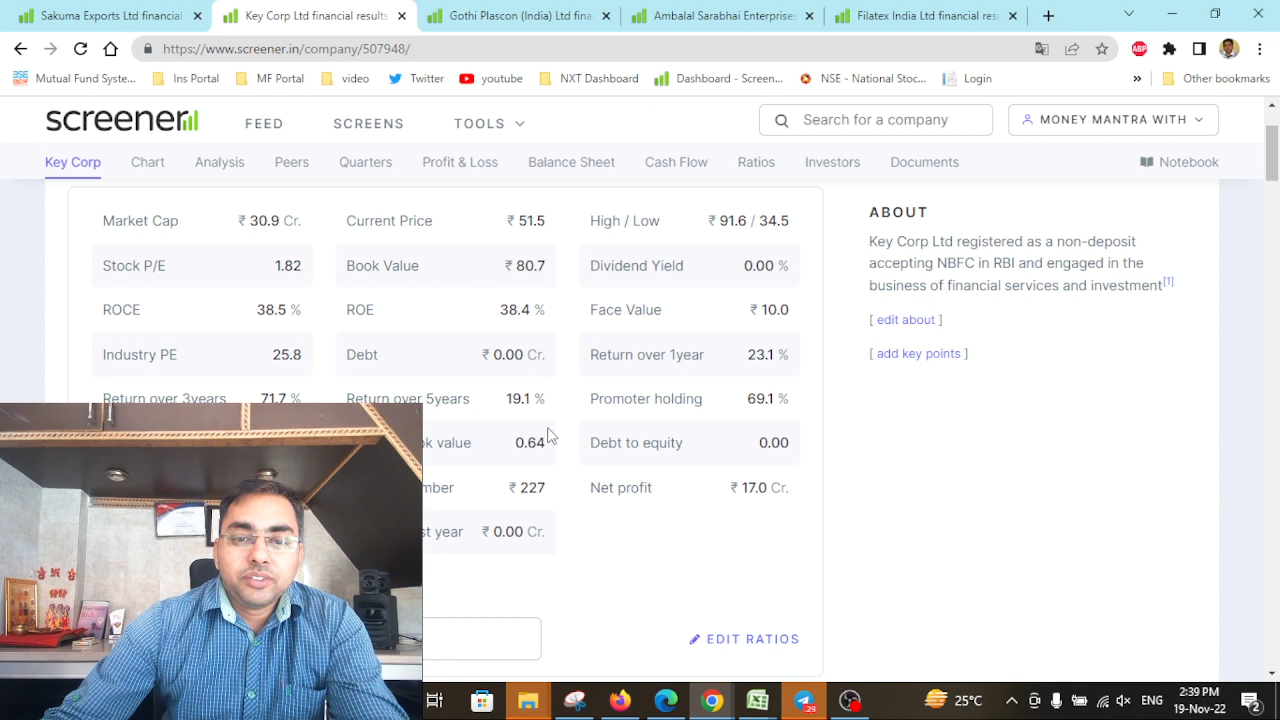 Sakuma Exports Ltd financial
Key Corp Ltd financial results
Gothi Plascon (India) Ltd fina
Ambalal Sarabhai Enterprises
Filatex India Ltd financial res
https://www.screener.in/company/507948/
Mutual Fund Syste...
Ins Portal
MF Portal
video
Twitter
youtube
NXT Dashboard
Dashboard - Screen...
NSE - National Stoc...
Login
»
Other bookmarks
screener
FEED
SCREENS
TOOLS
Search for a company
MONEY MANTRA WITH
Key Corp
Chart
Analysis
Peers
Quarters
Profit & Loss
Balance Sheet
Cash Flow
Ratios
Investors
Documents
Notebook
Market Cap ₹ 30.9 Cr.
Current Price ₹ 51.5
High / Low ₹ 91.6 / 34.5
Stock P/E 1.82
Book Value ₹ 80.7
Dividend Yield 0.00 %
ROCE 38.5 %
ROE 38.4 %
Face Value ₹ 10.0
Industry PE 25.8
Debt ₹ 0.00 Cr.
Return over 1year 23.1 %
Return over 3years 71.7 %
Return over 5years 19.1 %
Promoter holding 69.1 %
ok value 0.64
Debt to equity 0.00
mber ₹ 227
Net profit ₹ 17.0 Cr.
st year ₹ 0.00 Cr.
EDIT RATIOS
ABOUT
Key Corp Ltd registered as a non-deposit
accepting NBFC in RBI and engaged in the
business of financial services and investment[1]
[ edit about ]
[ add key points ]
29
25°C
ENG
2:39 PM
19-Nov-22
2